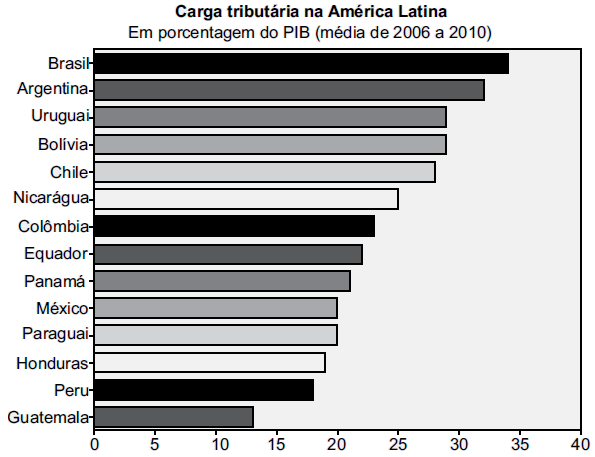 Carga tributária na América Latina
Em porcentagem do PIB (média de 2006 a 2010)
Brasil
Argentina
Uruguai
Bolívia
Chile
Nicarágua
Colômbia
Equador
Panamá
México
Paraguai
Honduras
Peru
Guatemala
0 5 10 15 20 25 30 35 40